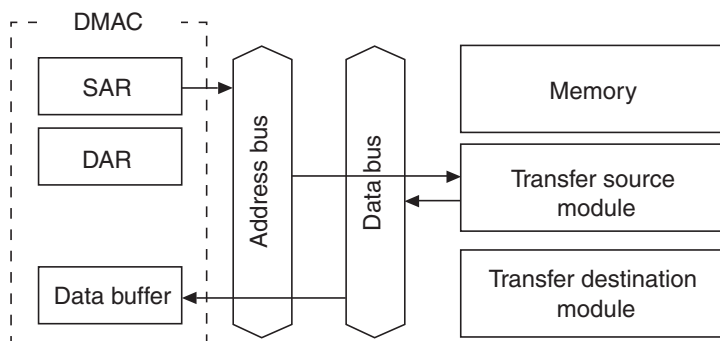 DMAC
SAR
DAR
Data buffer
Address bus
Data bus
Memory
Transfer source
module
Transfer destination
module